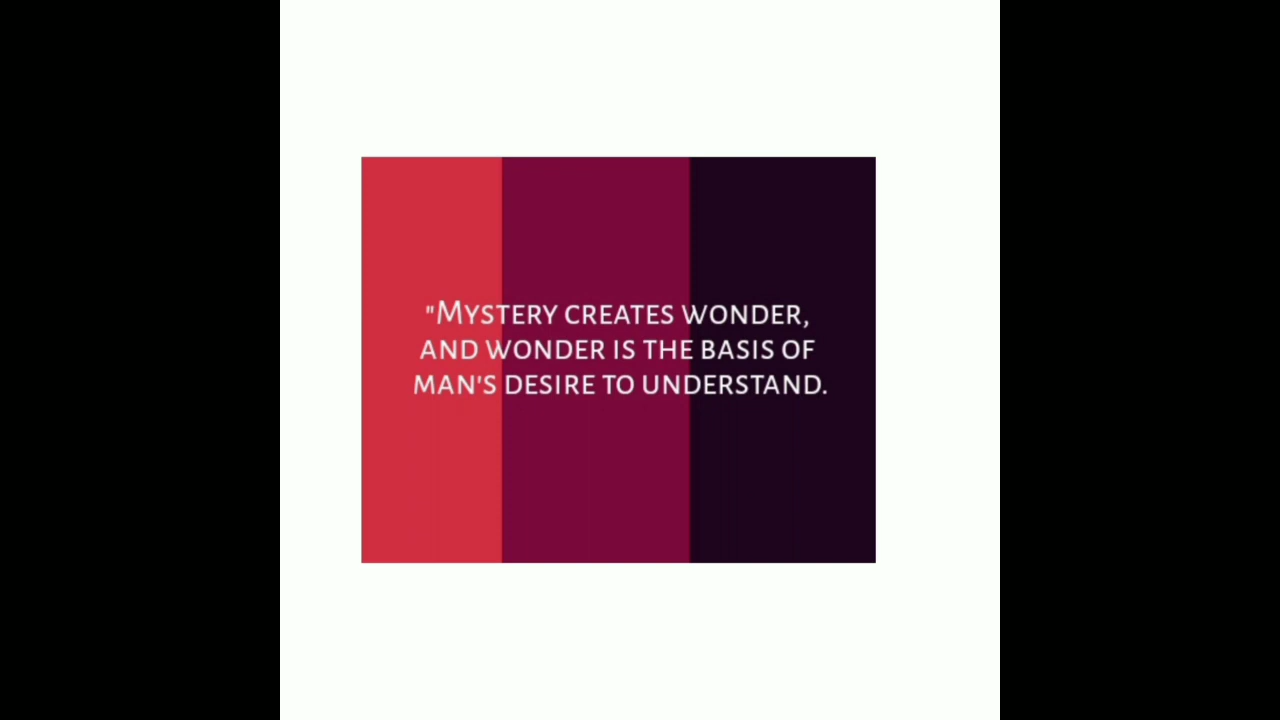 "Mystery creates wonder,
and wonder is the basis of
man's desire to understand.